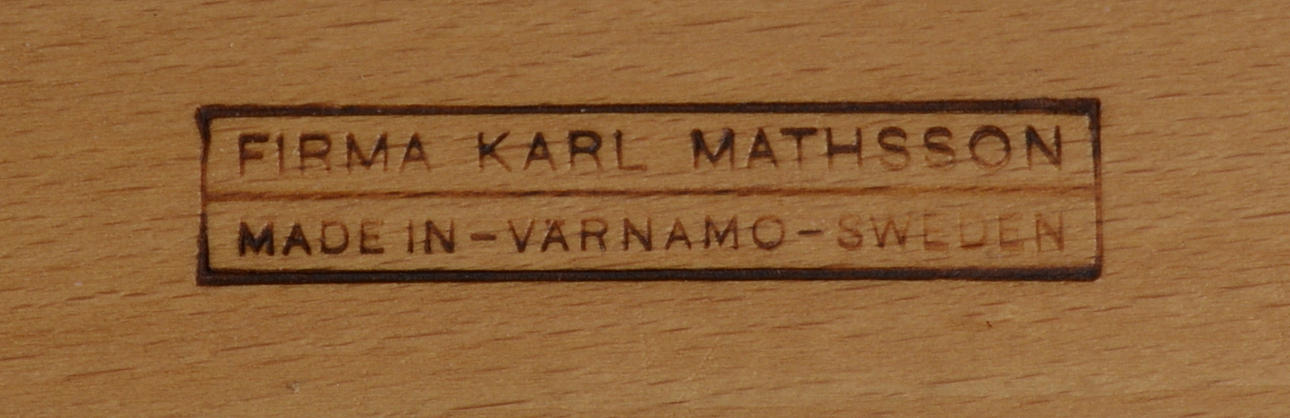 FIRMA KARL MATHSSON
MADE IN-VÄRNAMO-SWEDEN